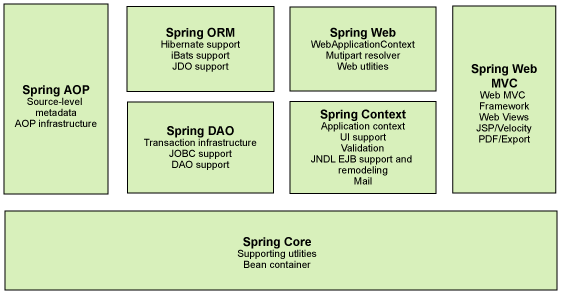 Spring AOP
Source-level
metadata
AOP infrastructure
Spring ORM
Hibernate support
iBats support
JDO support
Spring DAO
Transaction infrastructure
JOBC support
DAO support
Spring Web
WebApplicationContext
Mutipart resolver
Web utlities
Spring Context
Application context
UI support
Validation
JNDL EJB support and
remodeling
Mail
Spring Web
MVC
Web MVC
Framework
Web Views
JSP/Velocity
PDF/Export
Spring Core
Supporting utlities
Bean container